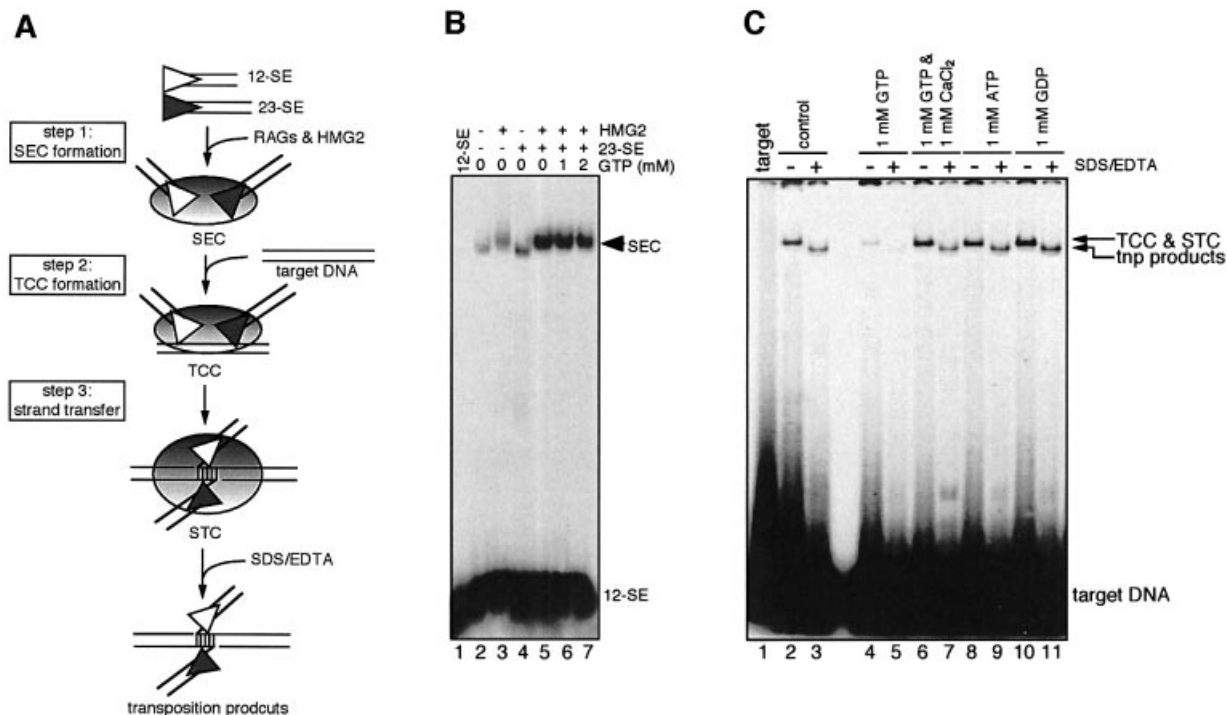 A
12-SE
23-SE
step 1:
SEC formation
RAGs & HMG2
SEC
step 2:
TCC formation
target DNA
TCC
step 3:
strand transfer
STC
SDS/EDTA
transposition prodcuts
B
12-SE
- + - + + + HMG2
- - + + + + 23-SE
0 0 0 0 1 2 GTP (mM)
SEC
12-SE
1 2 3 4 5 6 7
C
target
control
1 mM GTP
1 mM GTP &
1 mM CaCl2
1 mM ATP
1 mM GDP
- + - + - + - + - + SDS/EDTA
TCC & STC
tnp products
target DNA
1 2 3 4 5 6 7 8 9 10 11